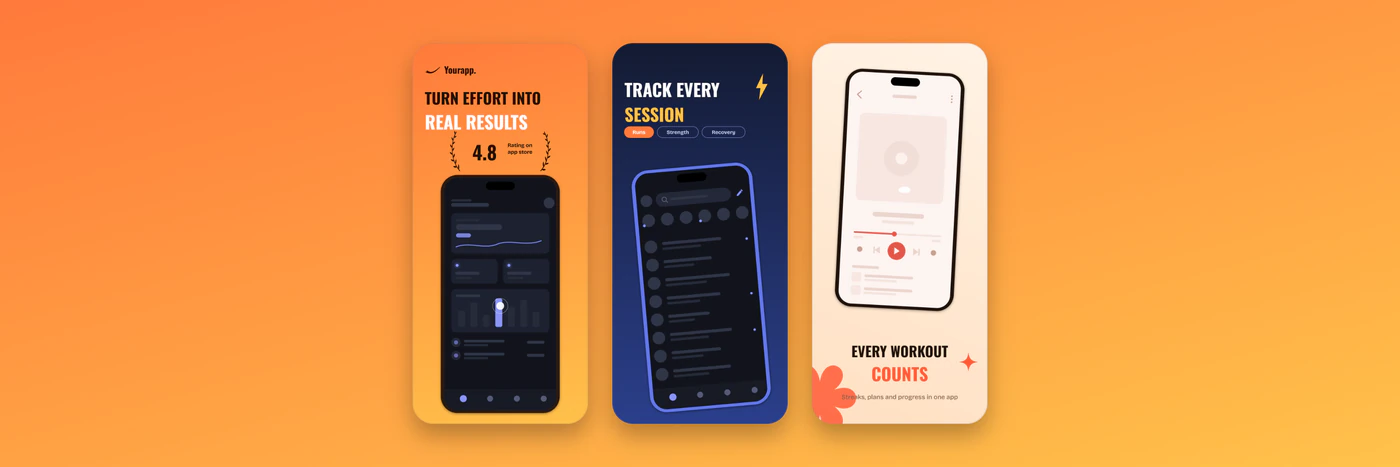 Yourapp.
TURN EFFORT INTO
REAL RESULTS
4.8
Rating on
app store
TRACK EVERY
SESSION
Runs
Strength
Recovery
EVERY WORKOUT
COUNTS
Streaks, plans and progress in one app